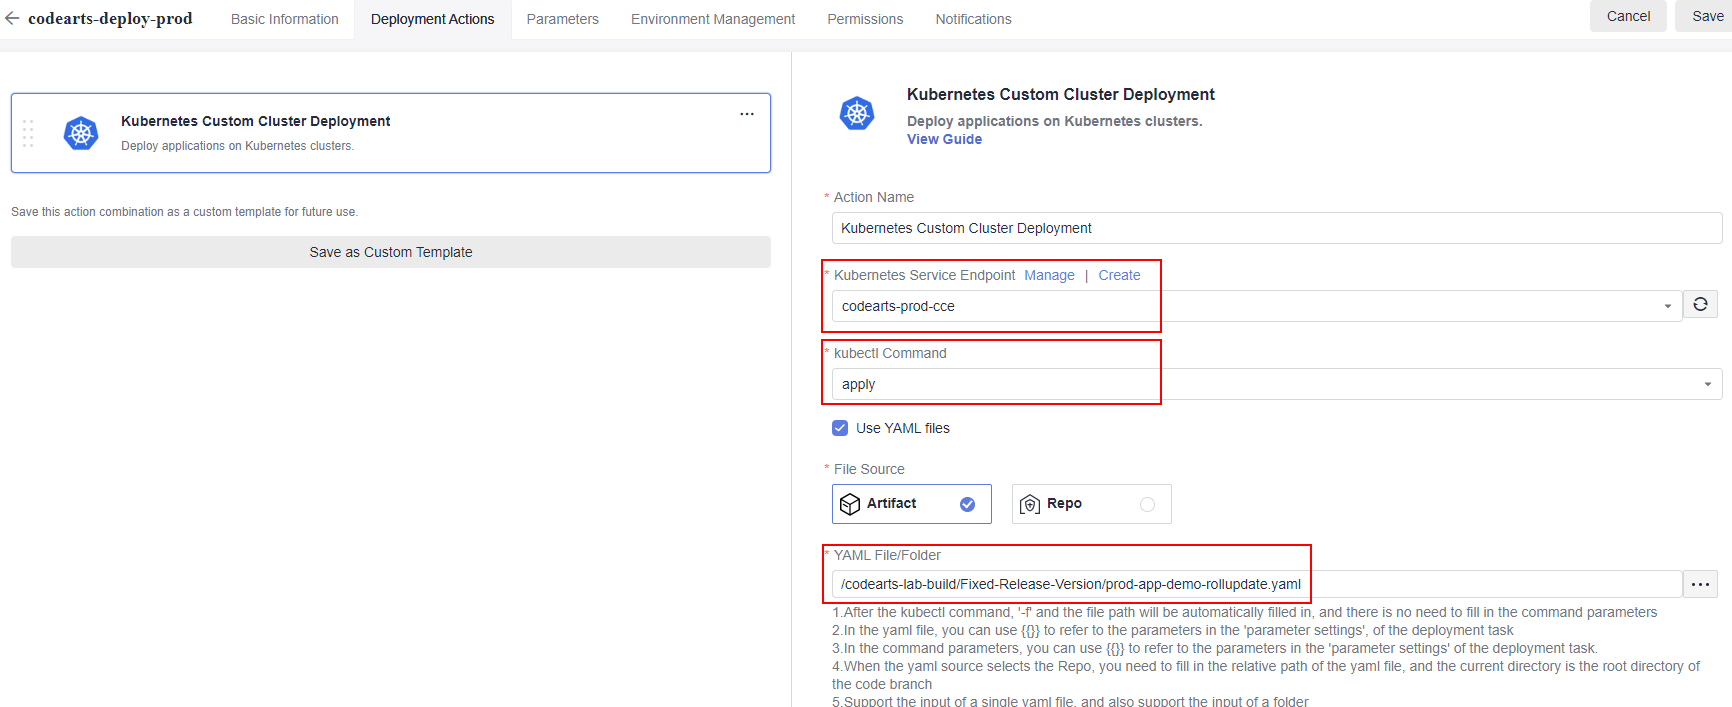 codearts-deploy-prod
Basic Information
Deployment Actions
Parameters
Environment Management
Permissions
Notifications
Cancel
Save
Kubernetes Custom Cluster Deployment
Deploy applications on Kubernetes clusters.
Save this action combination as a custom template for future use.
Save as Custom Template
Kubernetes Custom Cluster Deployment
Deploy applications on Kubernetes clusters.
View Guide
* Action Name
Kubernetes Custom Cluster Deployment
* Kubernetes Service Endpoint Manage | Create
codearts-prod-cce
* kubectl Command
apply
Use YAML files
* File Source
Artifact
Repo
* YAML File/Folder
/codearts-lab-build/Fixed-Release-Version/prod-app-demo-rollupdate.yaml
1.After the kubectl command, '-f' and the file path will be automatically filled in, and there is no need to fill in the command parameters
2.In the yaml file, you can use {{}} to refer to the parameters in the 'parameter settings', of the deployment task
3.In the command parameters, you can use {{}} to refer to the parameters in the 'parameter settings' of the deployment task.
4.When the yaml source selects the Repo, you need to fill in the relative path of the yaml file, and the current directory is the root directory of
the code branch
5.Support the input of a single yaml file, and also support the input of a folder